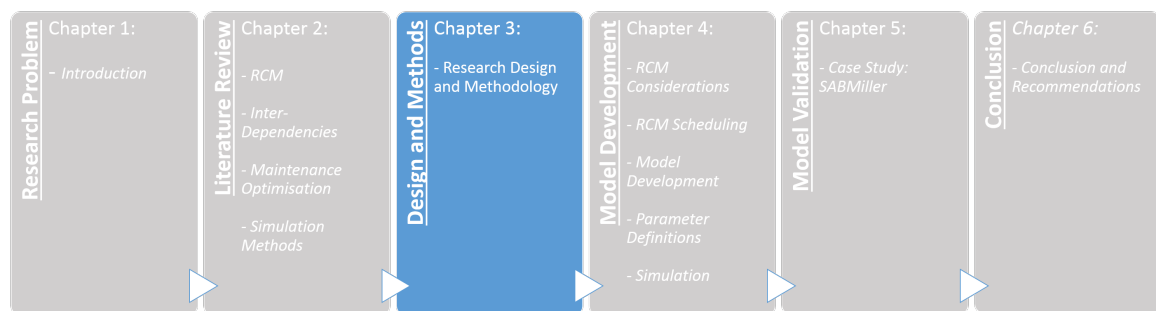 Research Problem
Chapter 1:
- Introduction
Literature Review
Chapter 2:
- RCM
- Inter-
Dependencies
- Maintenance
Optimisation
- Simulation
Methods
Design and Methods
Chapter 3:
- Research Design
and Methodology
Model Development
Chapter 4:
- RCM
Considerations
- RCM Scheduling
- Model
Development
- Parameter
Definitions
- Simulation
Model Validation
Chapter 5:
- Case Study:
SABMiller
Conclusion
Chapter 6:
- Conclusion and
Recommendations